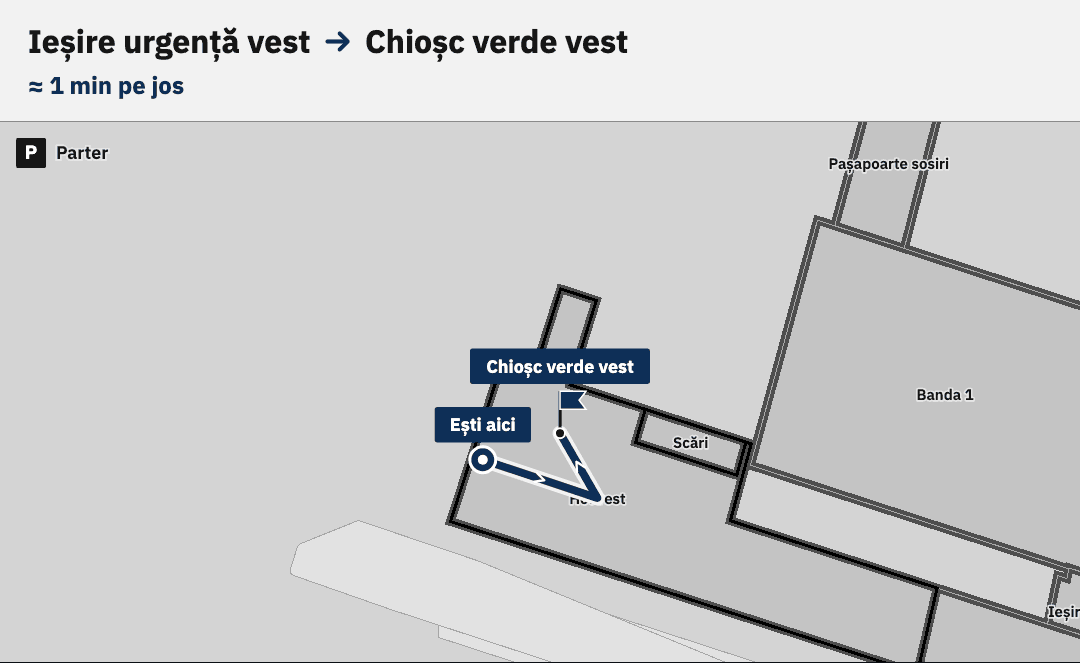 Ieșire urgență vest → Chioșc verde vest
≈ 1 min pe jos
P Parter
Pașapoarte sosiri
Chioșc verde vest
Banda 1
Ești aici
Scări